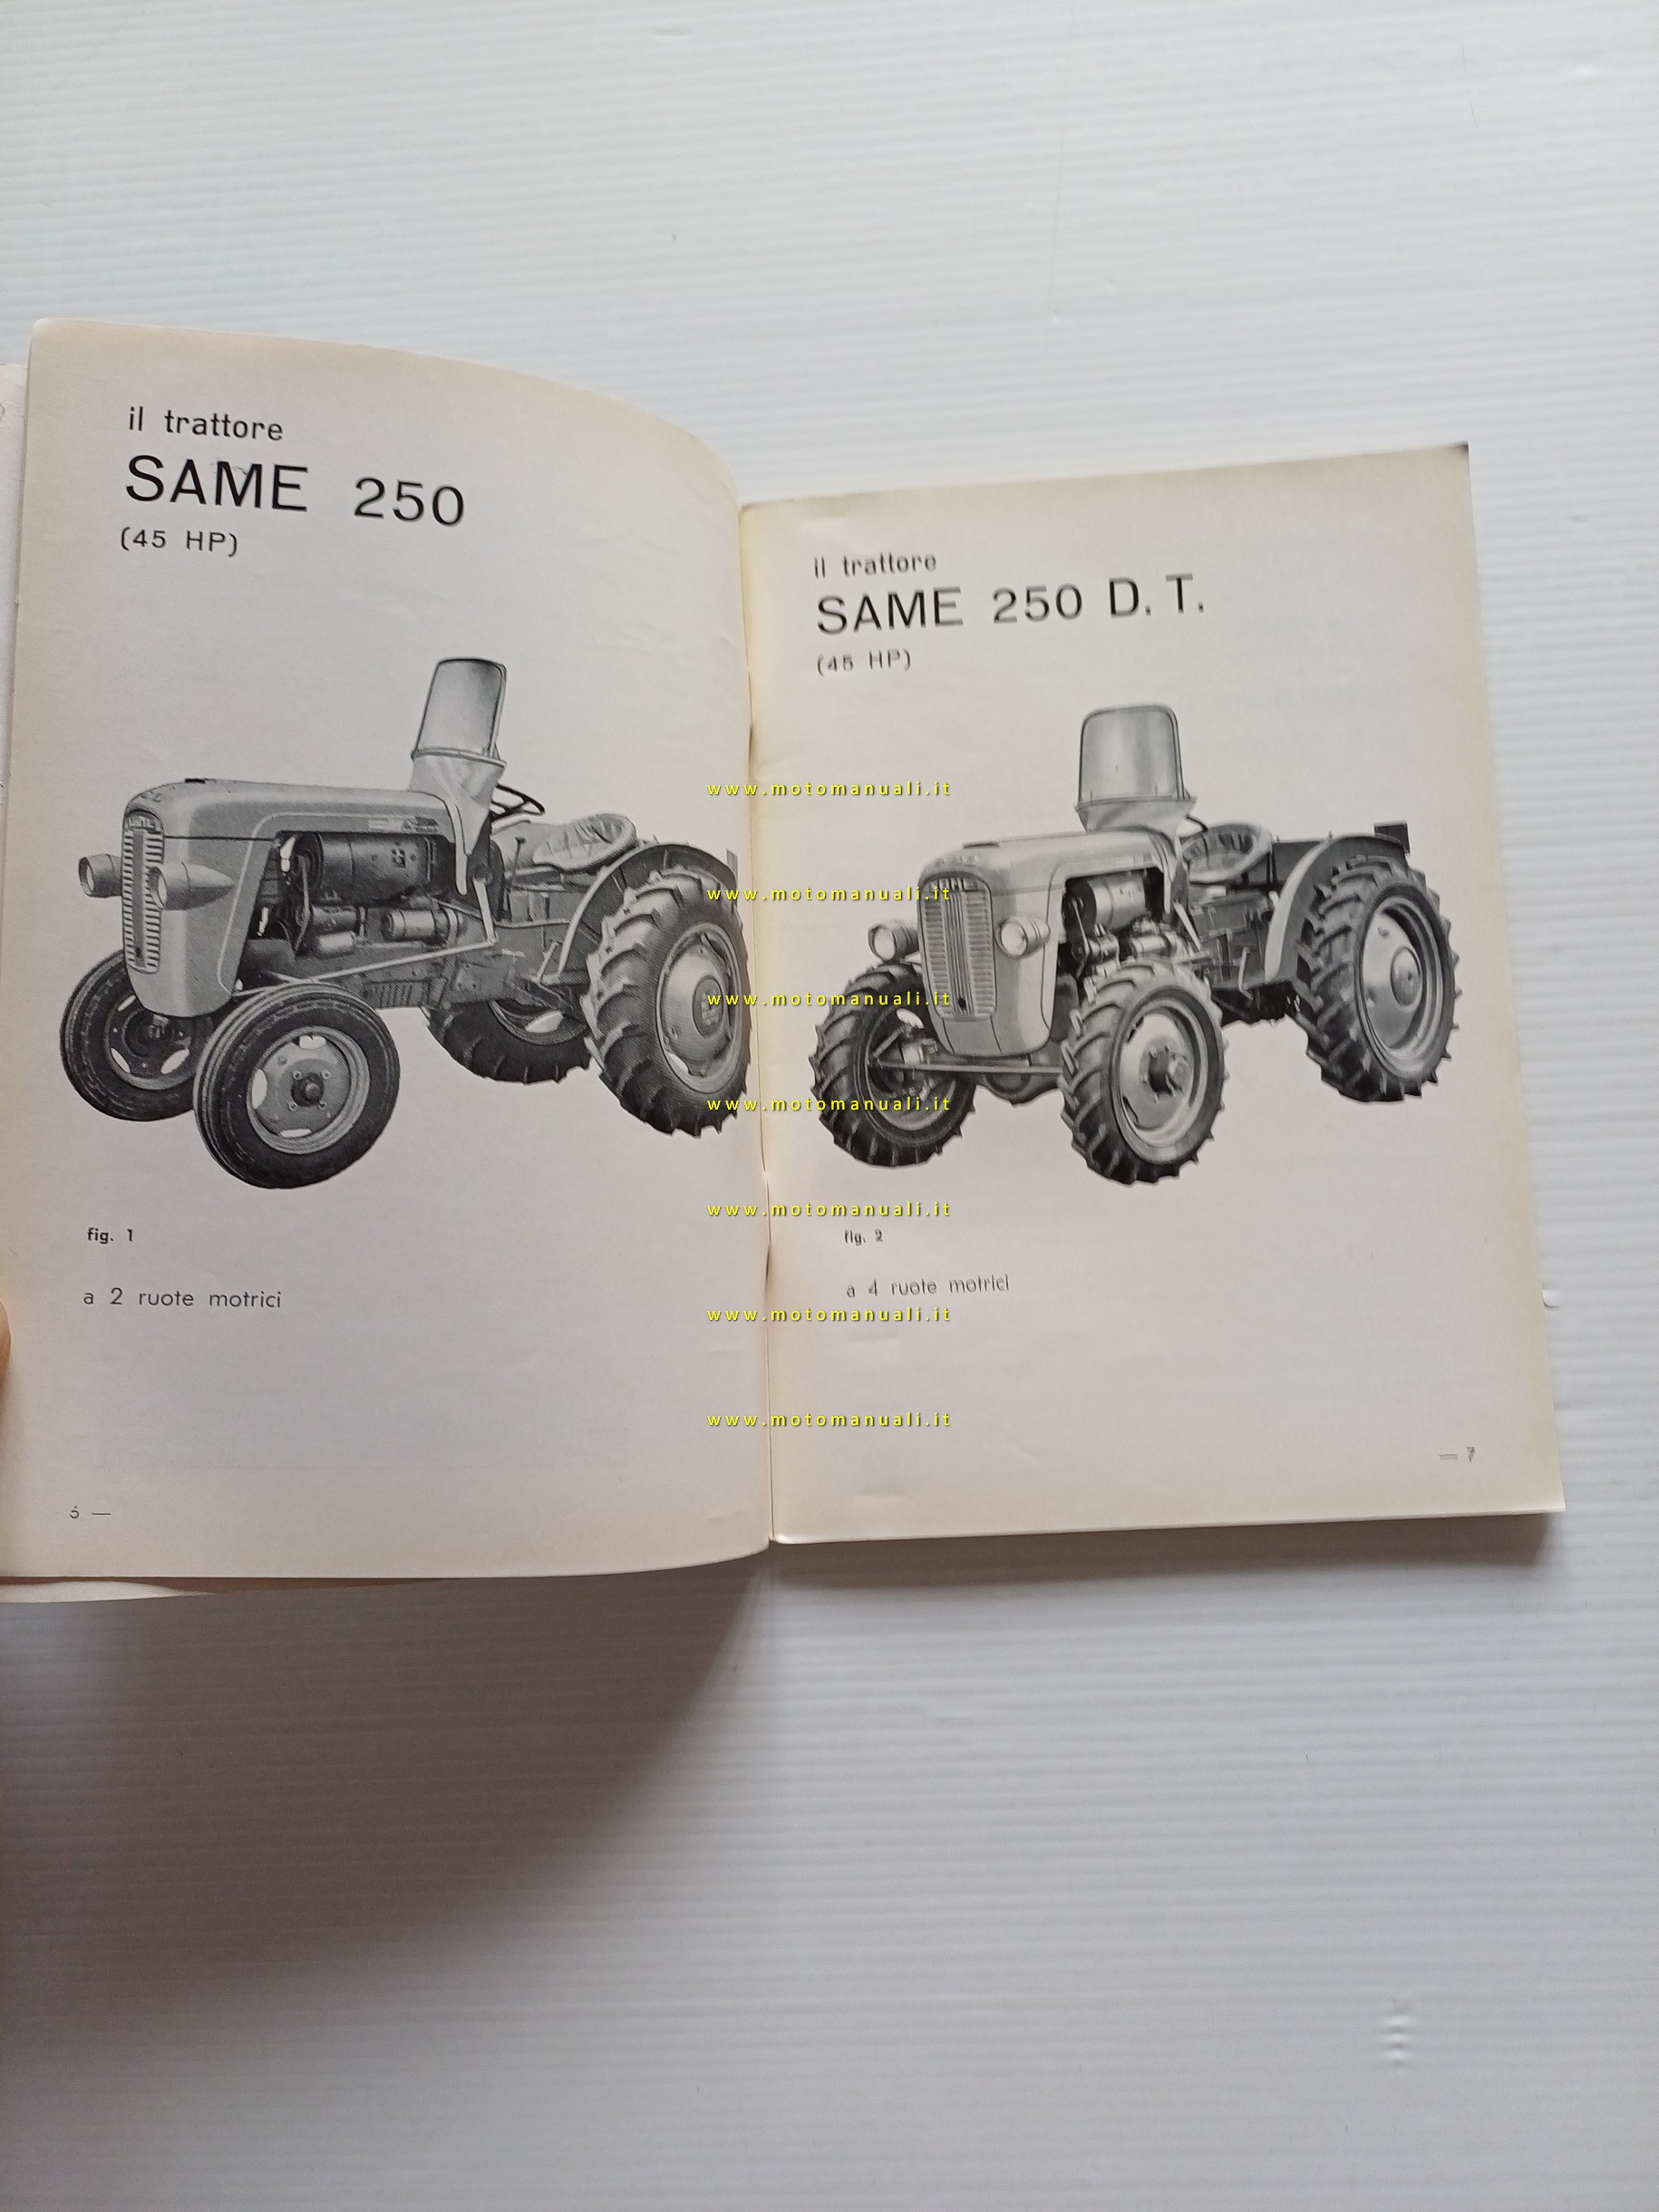 il trattore
SAME 250
(45 HP)
fig. 1
a 2 ruote motrici
6 —
il trattore
SAME 250 D.T.
(45 HP)
fig. 2
a 4 ruote motrici
— 7
www.motomanuali.it
www.motomanuali.it
www.motomanuali.it
www.motomanuali.it
www.motomanuali.it
www.motomanuali.it
www.motomanuali.it